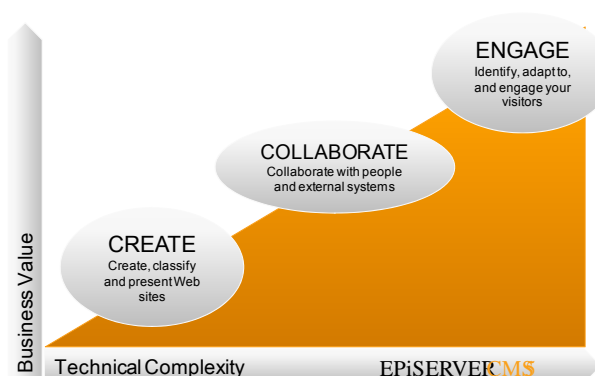 ENGAGE
Identify, adapt to,
and engage your
visitors
COLLABORATE
Collaborate with people
and external systems
CREATE
Create, classify
and present Web
sites
Business Value
Technical Complexity
EPiSERVER CMS